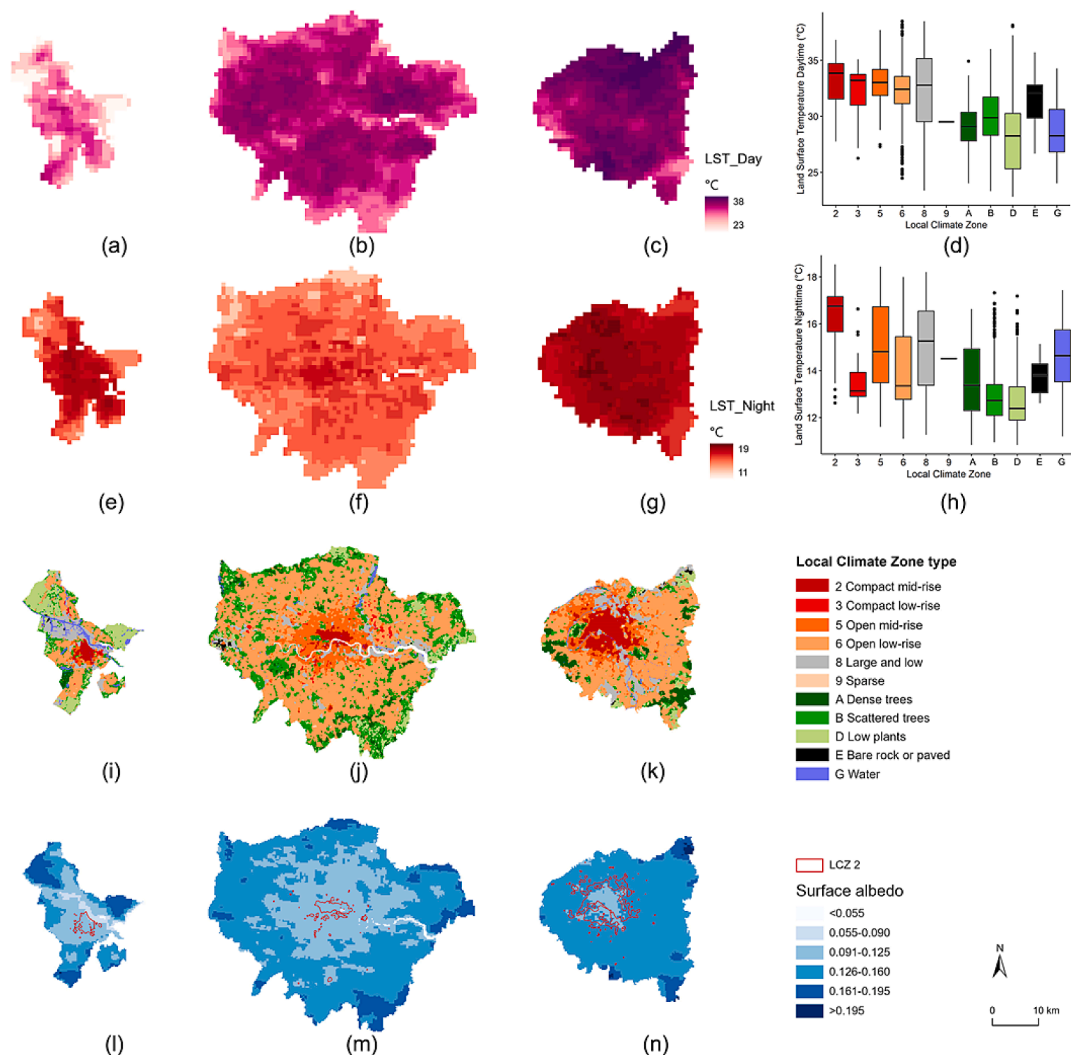 LST_Day
°C
38
23
(a)
(b)
(c)
Land Surface Temperature Daytime (°C)
35
30
25
2 3 5 6 8 9 A B D E G
Local Climate Zone
(d)
LST_Night
°C
19
11
(e)
(f)
(g)
Land Surface Temperature Nighttime (°C)
18
16
14
12
2 3 5 6 8 9 A B D E G
Local Climate Zone
(h)
Local Climate Zone type
2 Compact mid-rise
3 Compact low-rise
5 Open mid-rise
6 Open low-rise
8 Large and low
9 Sparse
A Dense trees
B Scattered trees
D Low plants
E Bare rock or paved
G Water
(i)
(j)
(k)
LCZ 2
Surface albedo
<0.055
0.055-0.090
0.091-0.125
0.126-0.160
0.161-0.195
>0.195
N
0 10 km
(l)
(m)
(n)